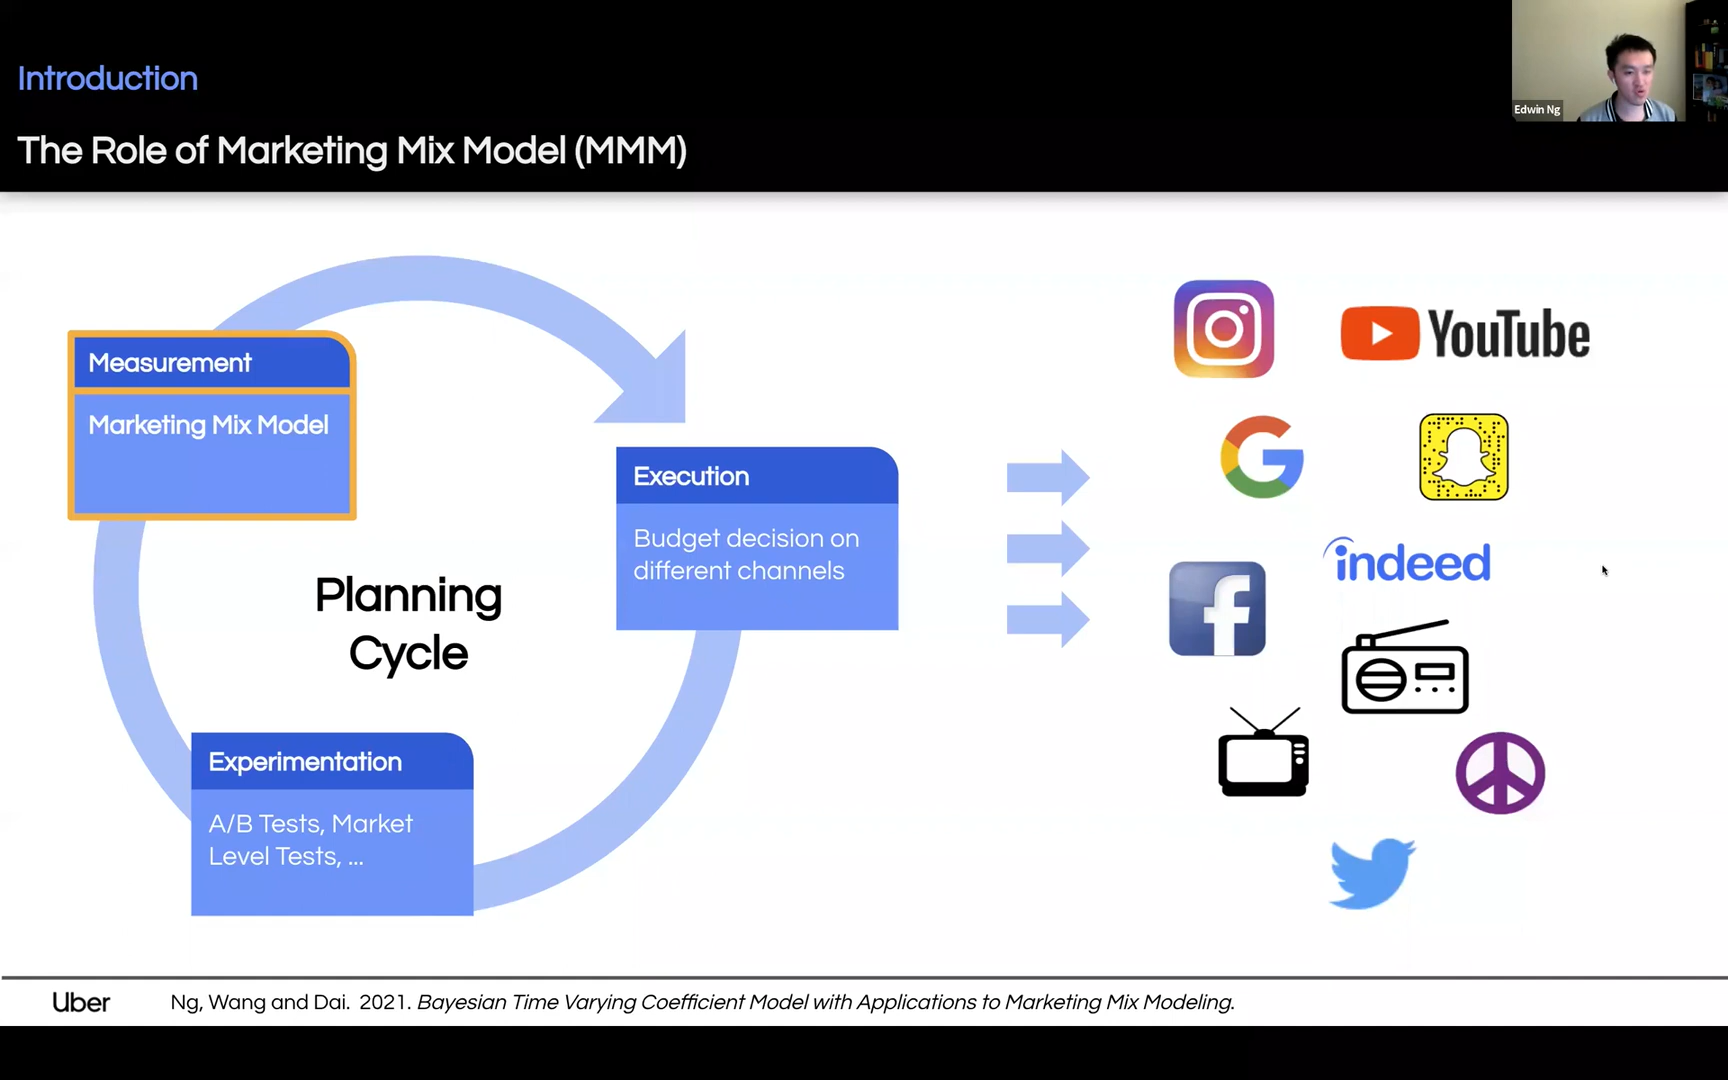 Introduction
Edwin Ng
The Role of Marketing Mix Model (MMM)
Measurement
Marketing Mix Model
YouTube
Execution
Budget decision on
different channels
indeed
Planning
Cycle
Experimentation
A/B Tests, Market
Level Tests, ...
Uber
Ng, Wang and Dai. 2021. Bayesian Time Varying Coefficient Model with Applications to Marketing Mix Modeling.